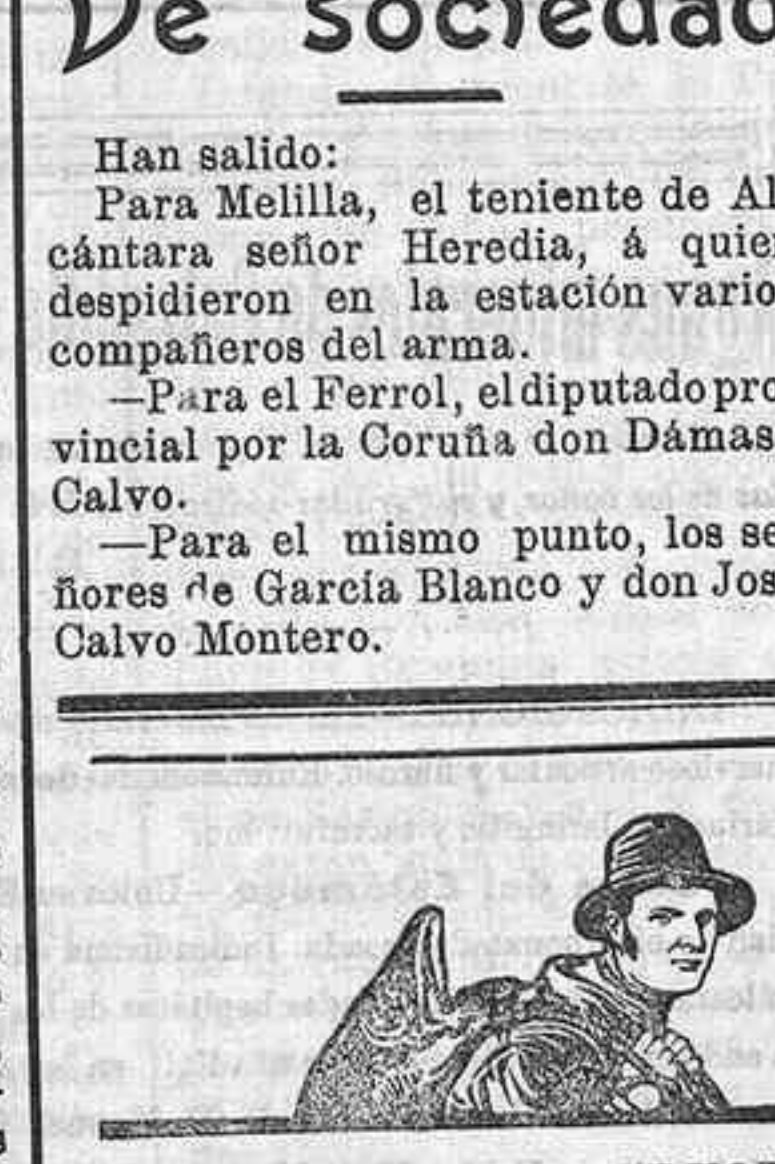 De Sociedad
Han salido:
Para Melilla, el teniente de Al
cántara señor Heredia, á quien
despidieron en la estación vario
compañeros del arma.
—Para el Ferrol, el diputado pro
vincial por la Coruña don Dámas
Calvo.
—Para el mismo punto, los se
ñores de García Blanco y don Jos
Calvo Montero.